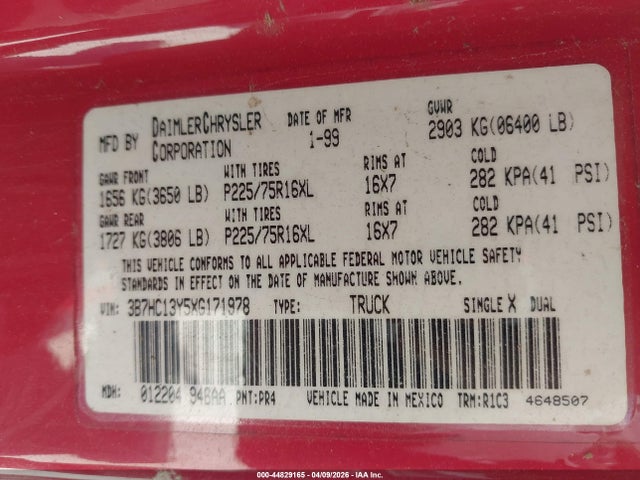 MFD BY DAIMLERCHRYSLER CORPORATION DATE OF MFR 1-99 GVWR 2903 KG(06400 LB)
GAWR FRONT WITH TIRES RIMS AT COLD
1656 KG(3650 LB) P225/75R16XL 16X7 282 KPA(41 PSI)
GAWR REAR WITH TIRES RIMS AT COLD
1727 KG(3806 LB) P225/75R16XL 16X7 282 KPA(41 PSI)
THIS VEHICLE CONFORMS TO ALL APPLICABLE FEDERAL MOTOR VEHICLE SAFETY
STANDARDS IN EFFECT ON THE DATE OF MANUFACTURE SHOWN ABOVE.
VIN: 3B7HC13Y5XG171978 TYPE: TRUCK SINGLE X DUAL
MDH: 012204 946AA PNT:PR4 VEHICLE MADE IN MEXICO TRM:R1C3 4648507
000-44829165 - 04/09/2026 - IAA Inc.